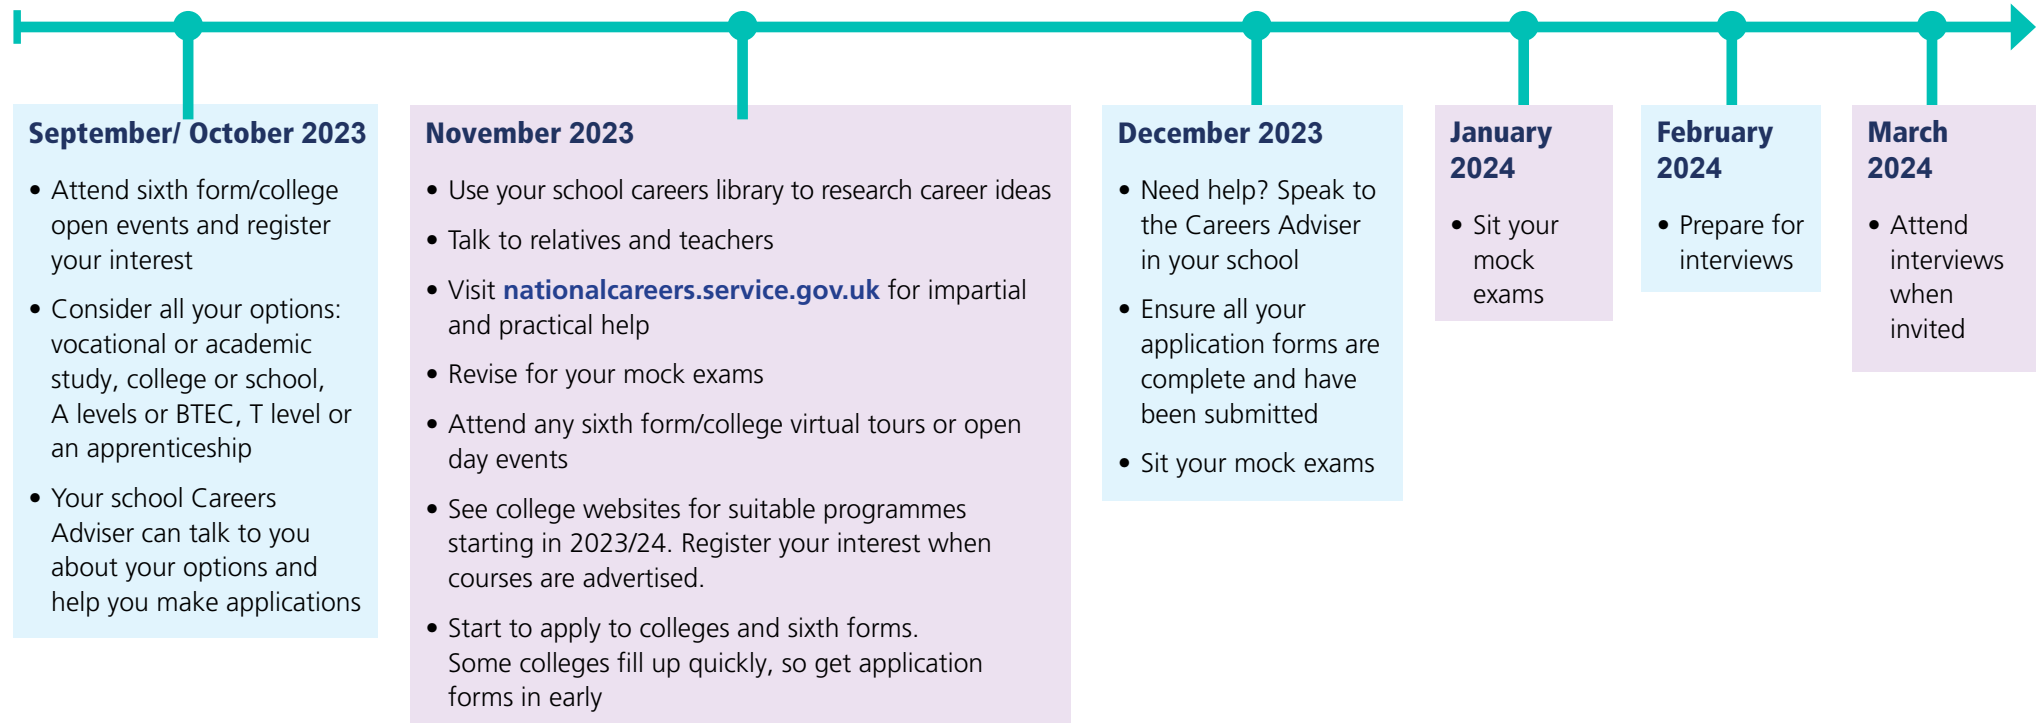 September/ October 2023
• Attend sixth form/college
open events and register
your interest
• Consider all your options:
vocational or academic
study, college or school,
A levels or BTEC, T level or
an apprenticeship
• Your school Careers
Adviser can talk to you
about your options and
help you make applications
November 2023
• Use your school careers library to research career ideas
• Talk to relatives and teachers
• Visit nationalcareers.service.gov.uk for impartial
and practical help
• Revise for your mock exams
• Attend any sixth form/college virtual tours or open
day events
• See college websites for suitable programmes
starting in 2023/24. Register your interest when
courses are advertised.
• Start to apply to colleges and sixth forms.
Some colleges fill up quickly, so get application
forms in early
December 2023
• Need help? Speak to
the Careers Adviser
in your school
• Ensure all your
application forms are
complete and have
been submitted
• Sit your mock exams
January
2024
• Sit your
mock
exams
February
2024
• Prepare for
interviews
March
2024
• Attend
interviews
when
invited